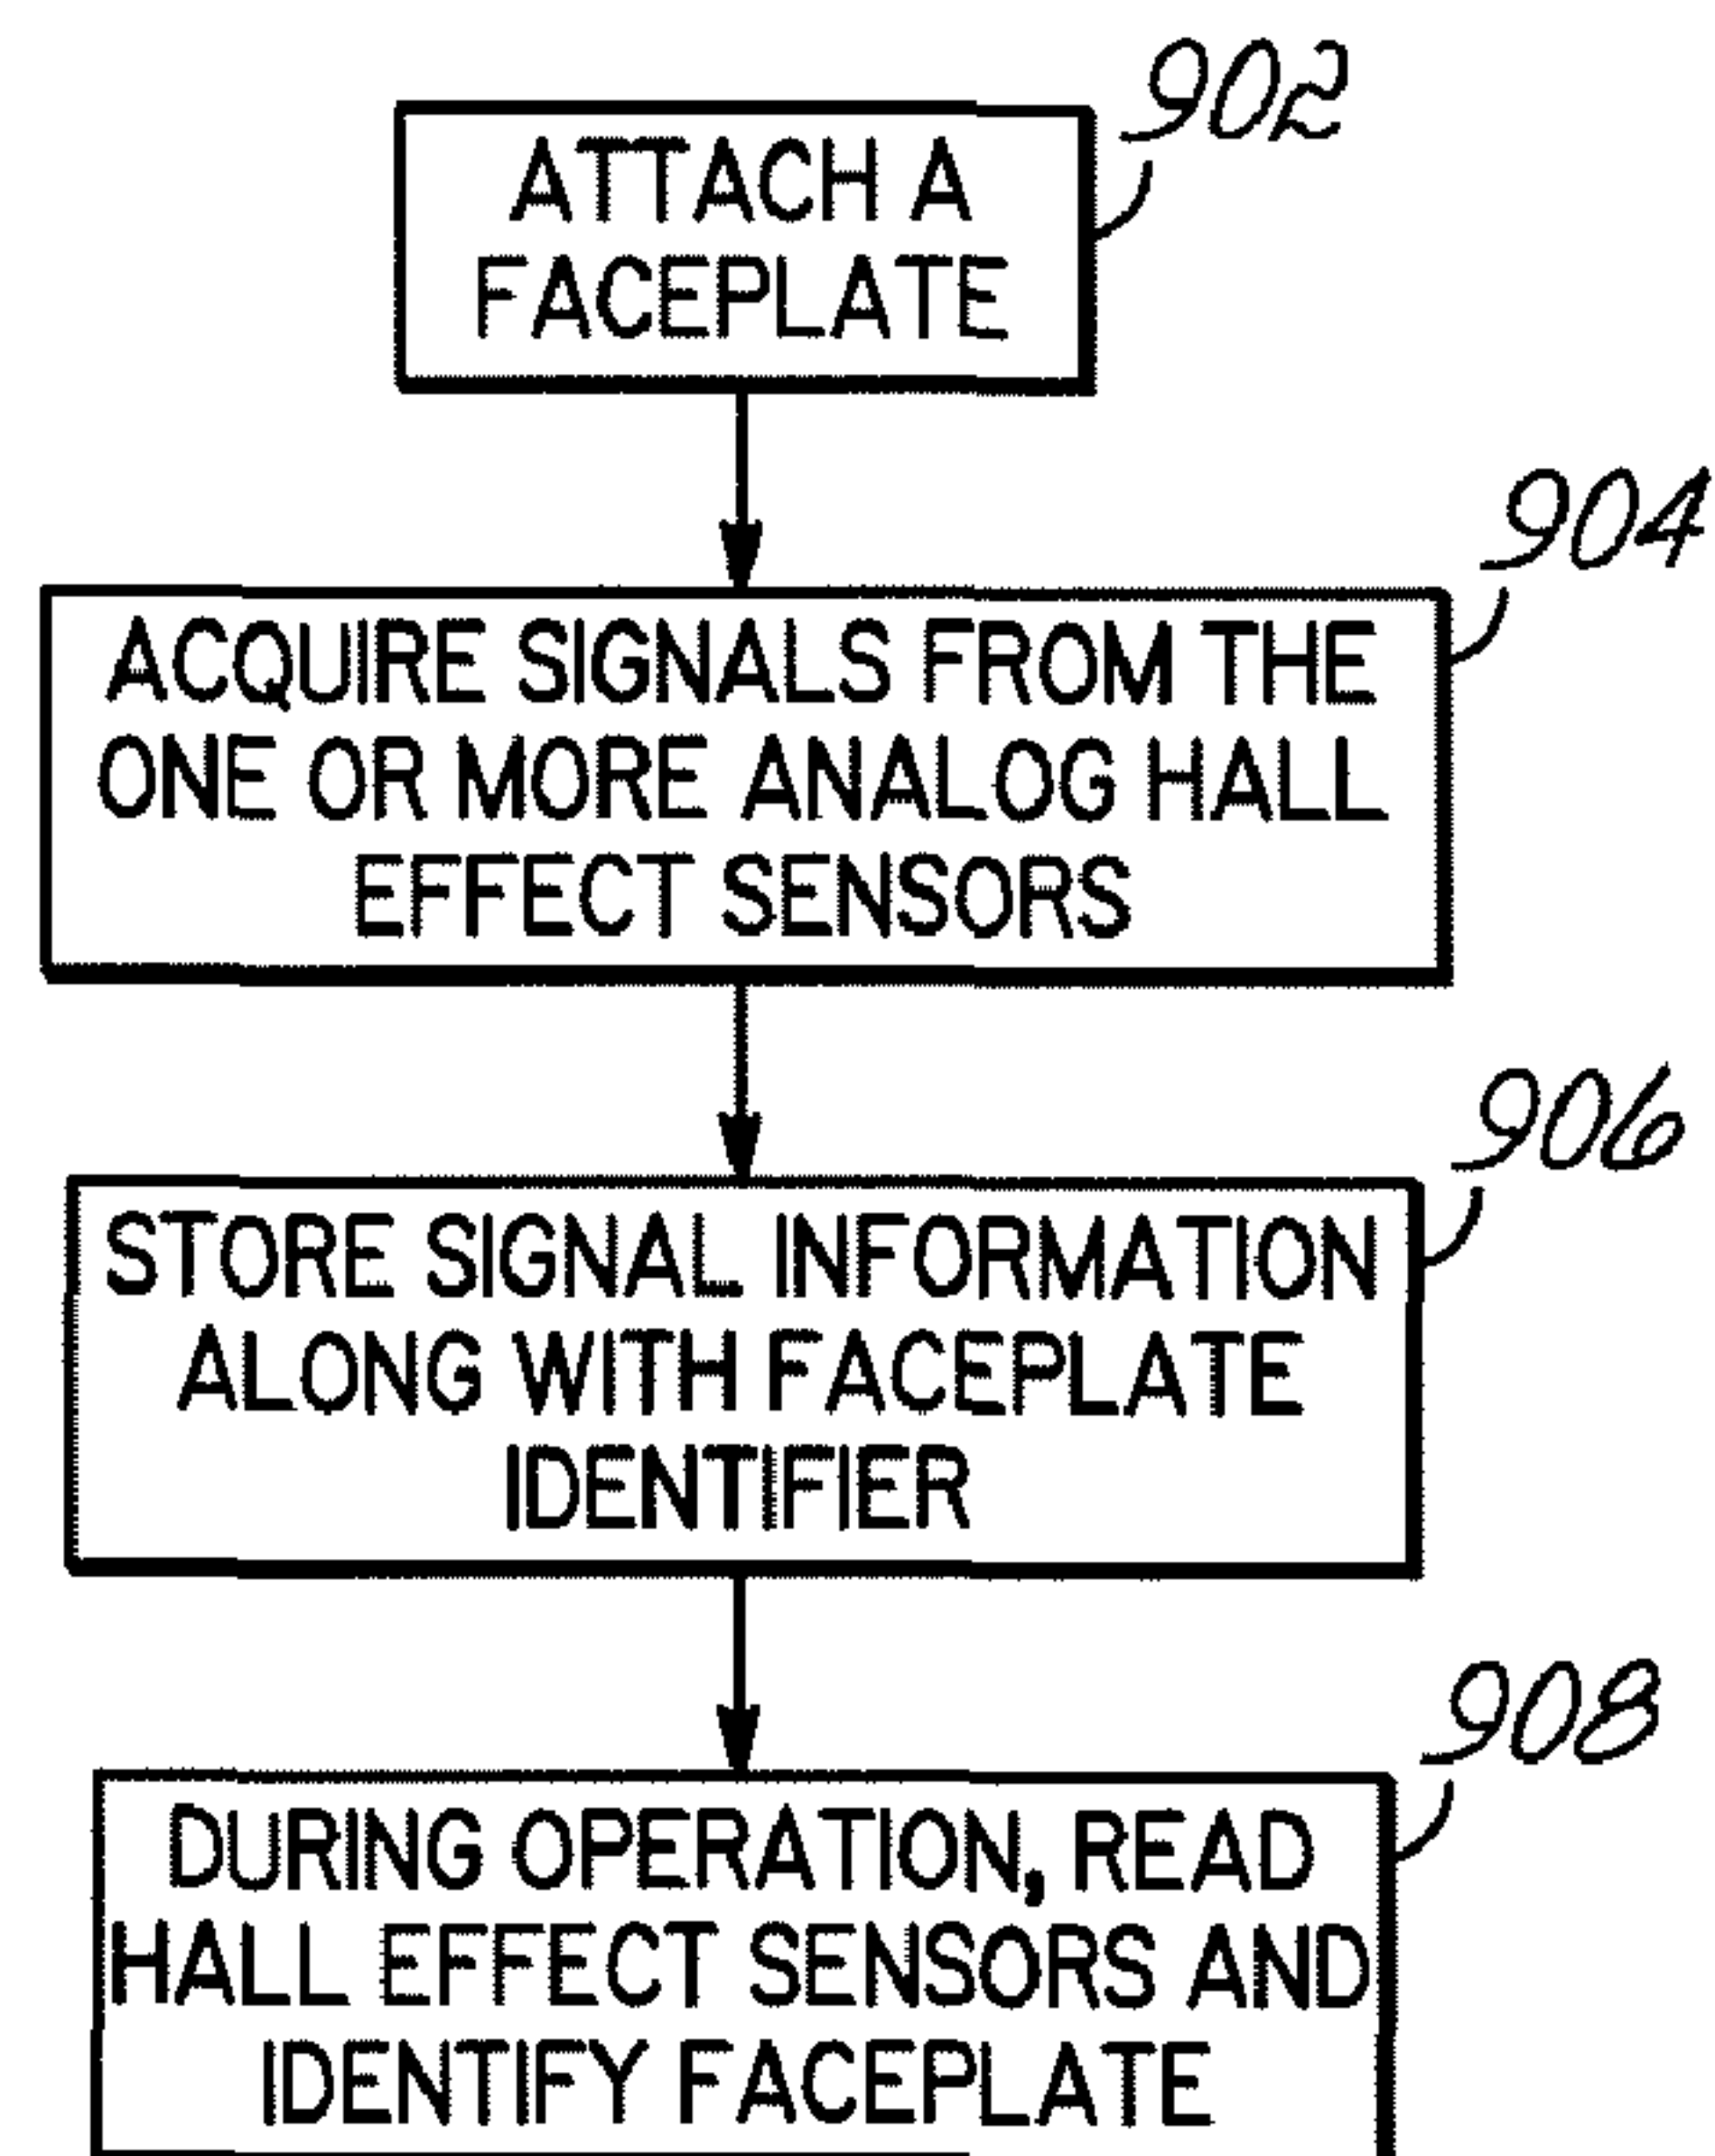 902
ATTACH A
FACEPLATE
904
ACQUIRE SIGNALS FROM THE
ONE OR MORE ANALOG HALL
EFFECT SENSORS
906
STORE SIGNAL INFORMATION
ALONG WITH FACEPLATE
IDENTIFIER
908
DURING OPERATION, READ
HALL EFFECT SENSORS AND
IDENTIFY FACEPLATE